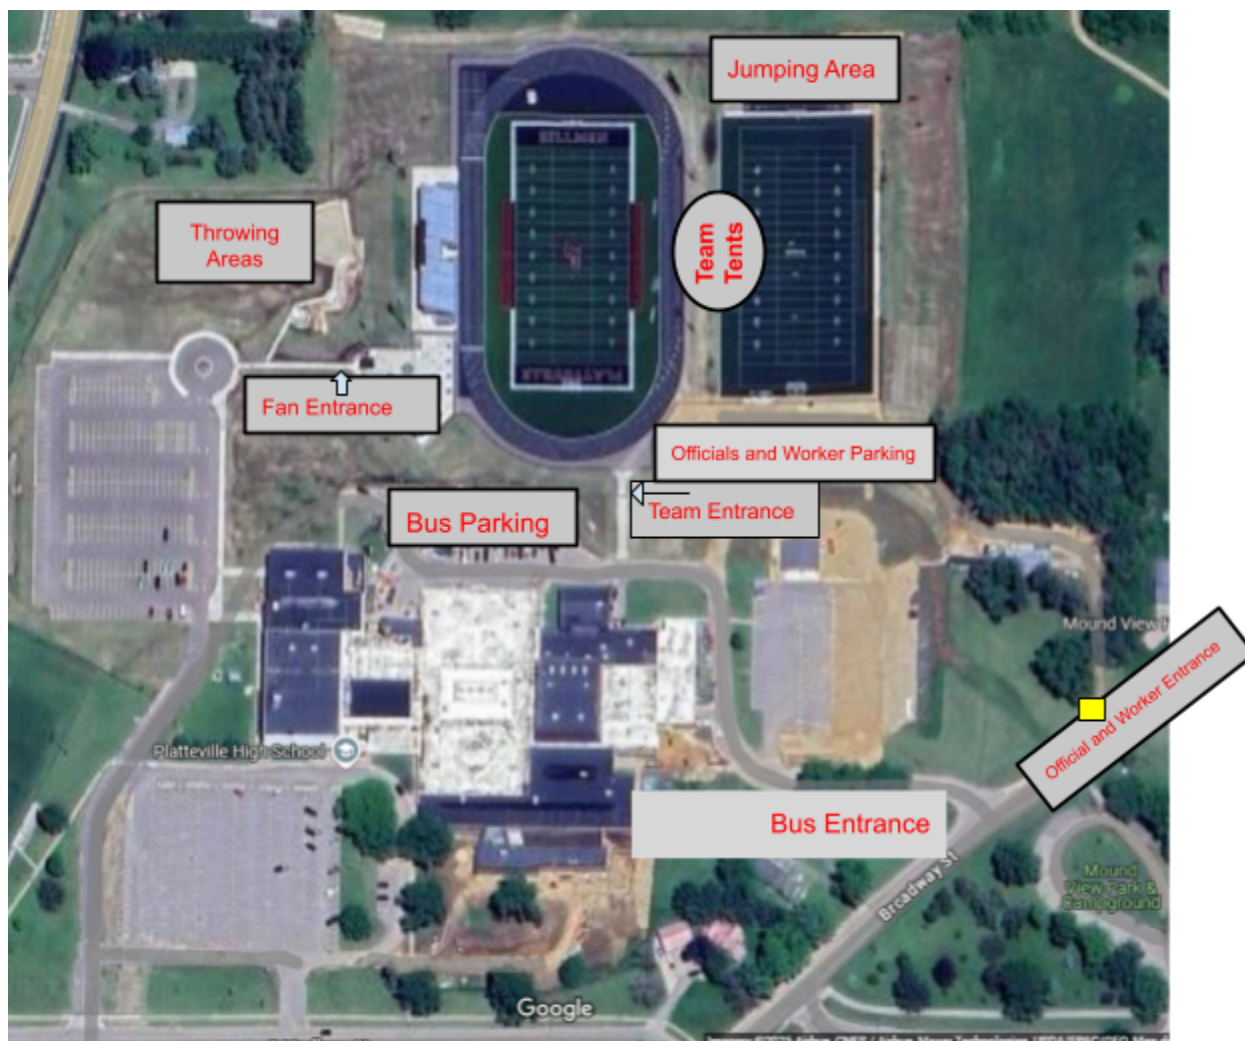 Jumping Area
Throwing
Areas
Team
Tents
PLATTEVILLE
Fan Entrance
Officials and Worker Parking
Bus Parking
Team Entrance
Mound View P
Official and Worker Entrance
Platteville High School
Bus Entrance
Broadway St
Mound
View Park &
Campground
Google